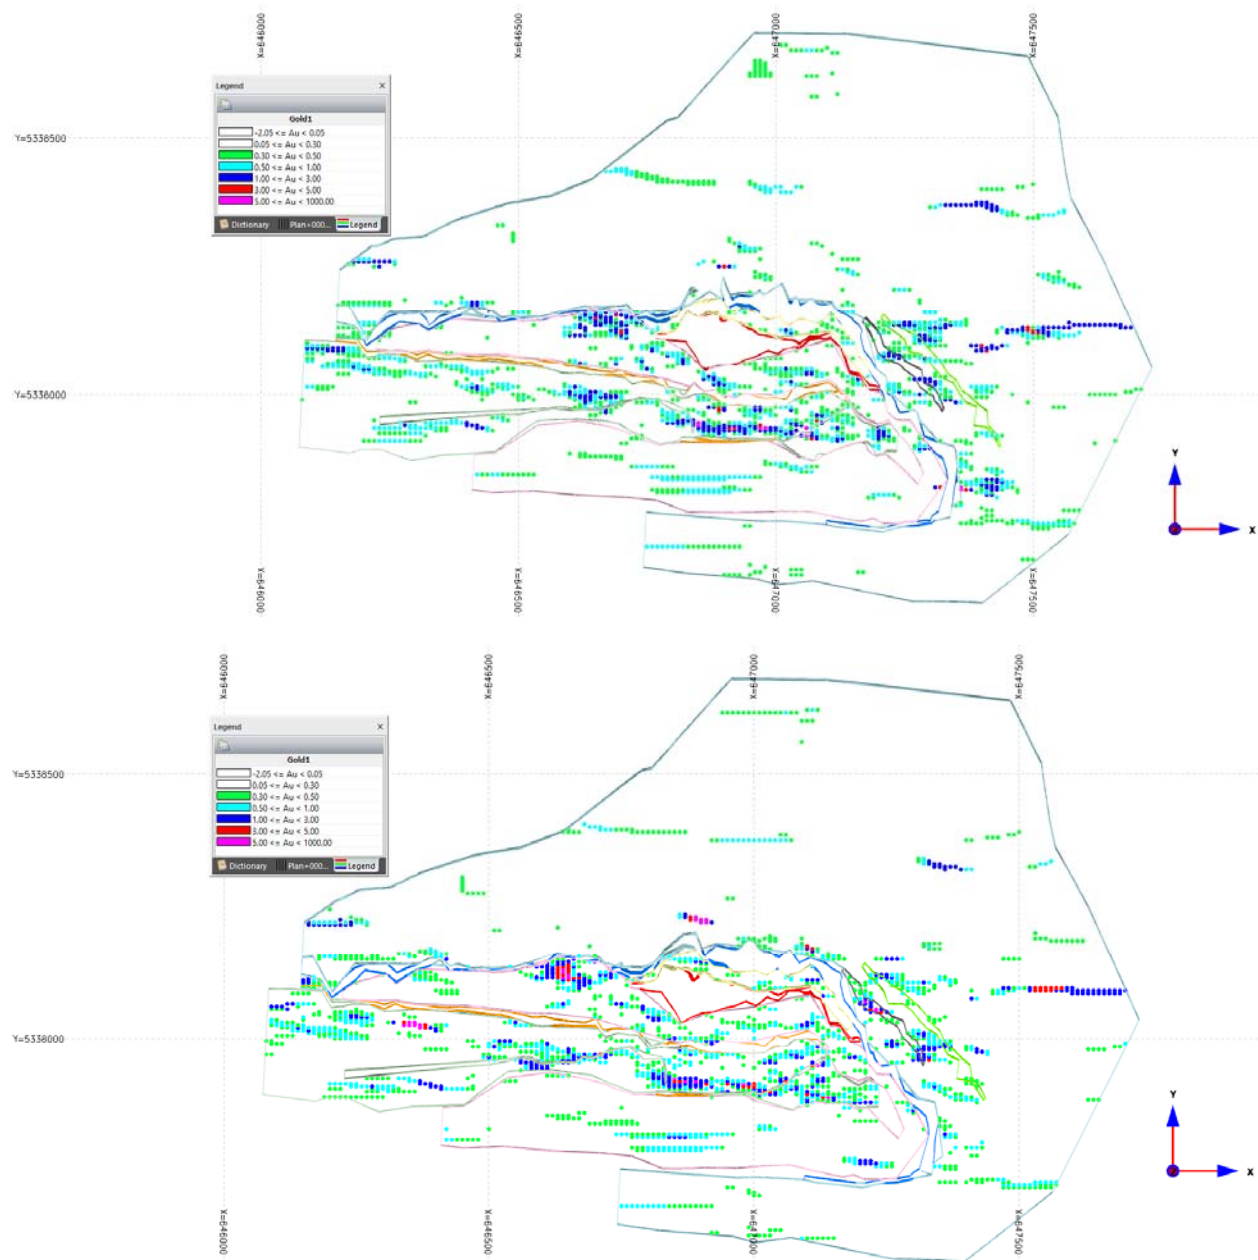 X=646000
X=646500
X=647000
X=647500
Legend
X
Gold1
-2.05 <= Au < 0.05
0.05 <= Au < 0.30
0.30 <= Au < 0.50
0.50 <= Au < 1.00
1.00 <= Au < 3.00
3.00 <= Au < 5.00
5.00 <= Au < 1000.00
Dictionary Plan+000... Legend
Y=5338500
Y=5338000
Y
X
X=646000
X=646500
X=647000
X=647500
X=646000
X=646500
X=647000
X=647500
Legend
X
Gold1
-2.05 <= Au < 0.05
0.05 <= Au < 0.30
0.30 <= Au < 0.50
0.50 <= Au < 1.00
1.00 <= Au < 3.00
3.00 <= Au < 5.00
5.00 <= Au < 1000.00
Dictionary Plan+000... Legend
Y=5338500
Y=5338000
Y
X
X=646000
X=646500
X=647000
X=647500